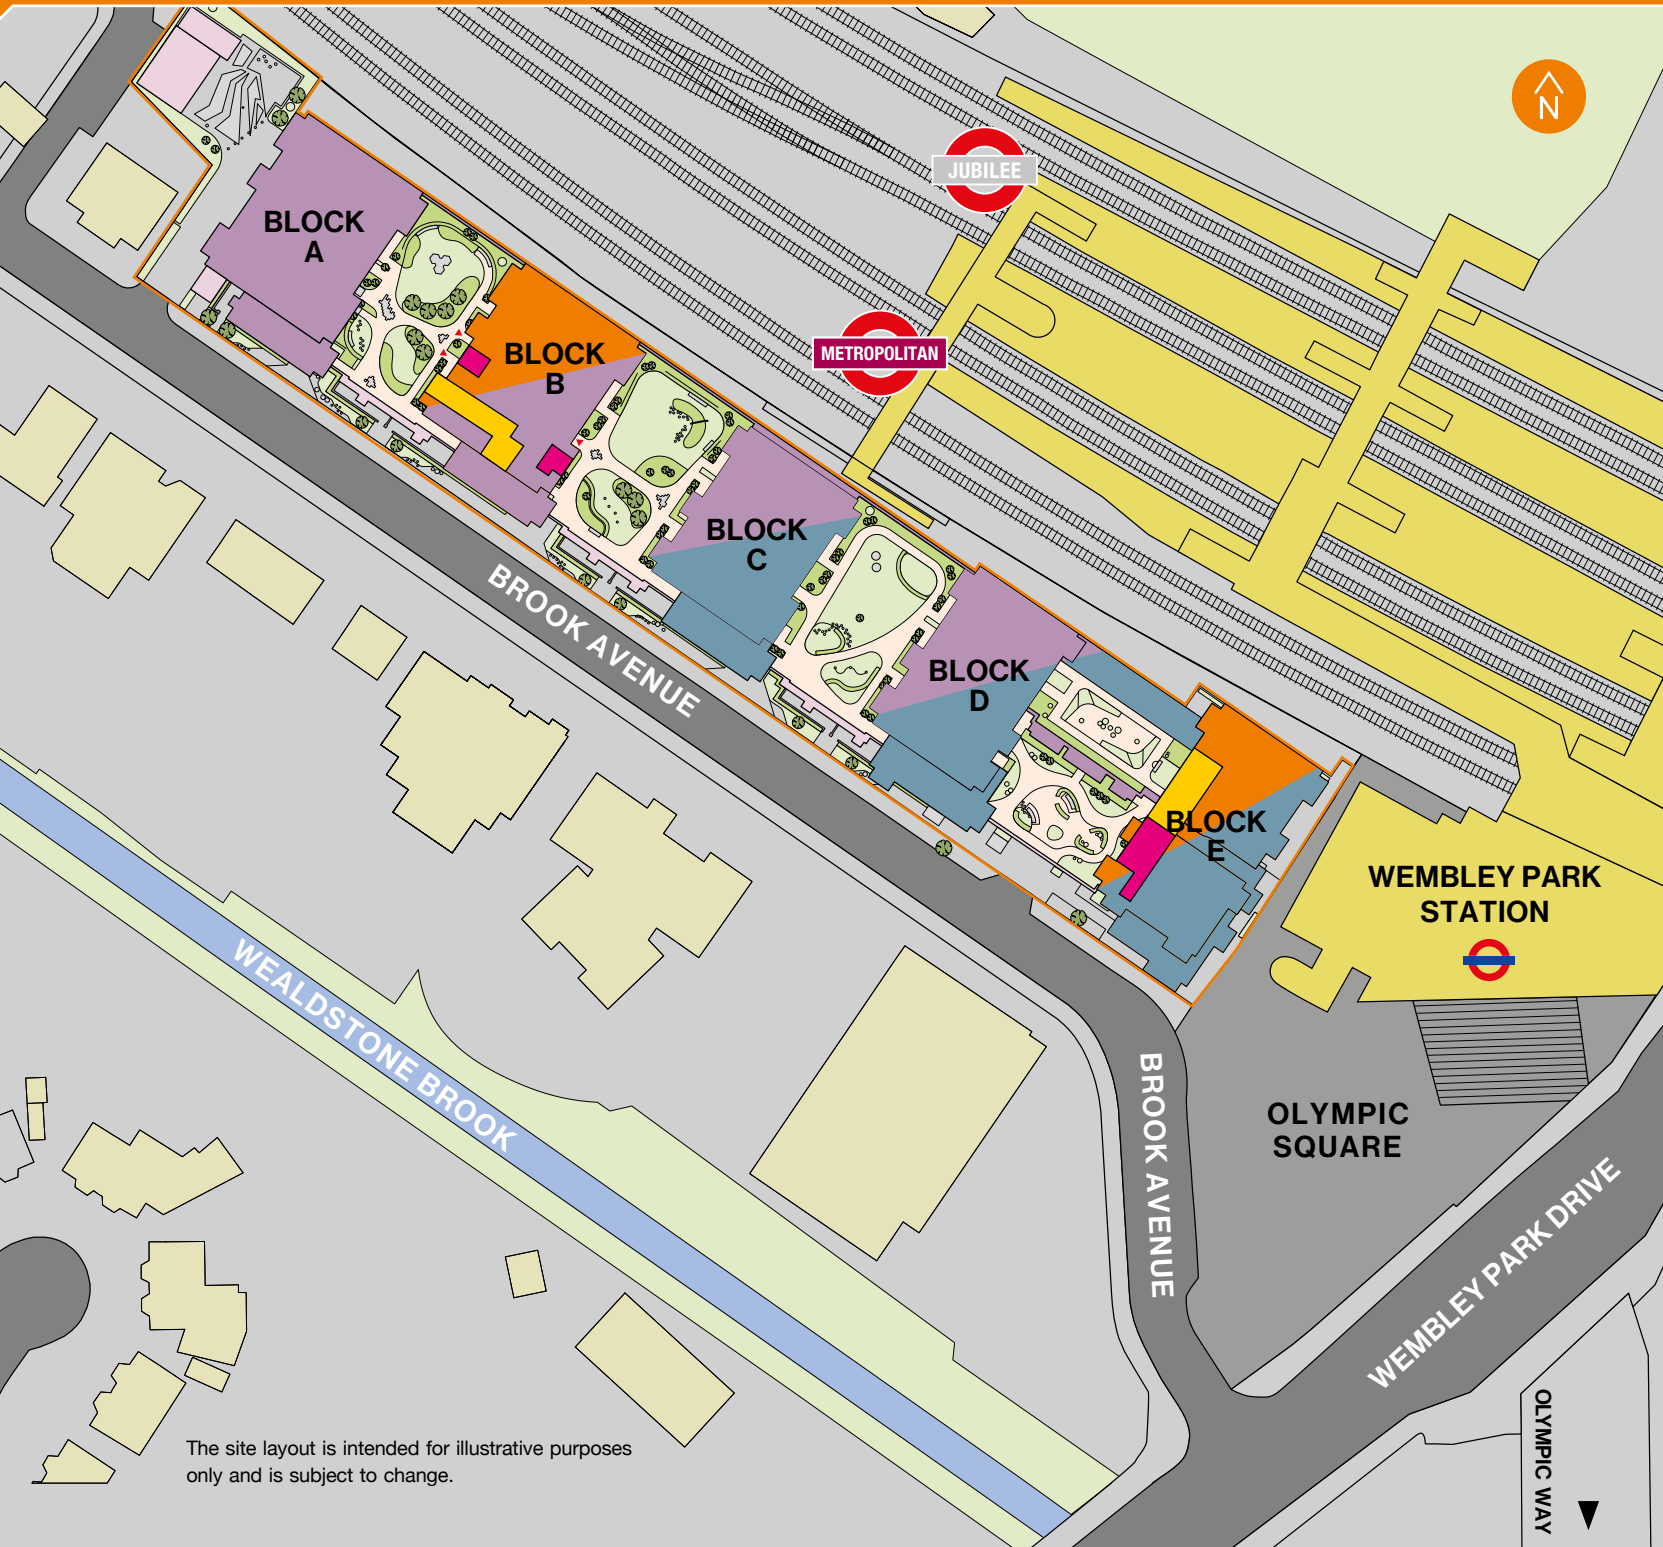 N
JUBILEE
BLOCK
A
METROPOLITAN
BLOCK
B
BLOCK
C
BROOK AVENUE
BLOCK
D
BLOCK
E
WEMBLEY PARK
STATION
WEALDSTONE BROOK
BROOK AVENUE
OLYMPIC
SQUARE
WEMBLEY PARK DRIVE
OLYMPIC WAY
The site layout is intended for illustrative purposes
only and is subject to change.